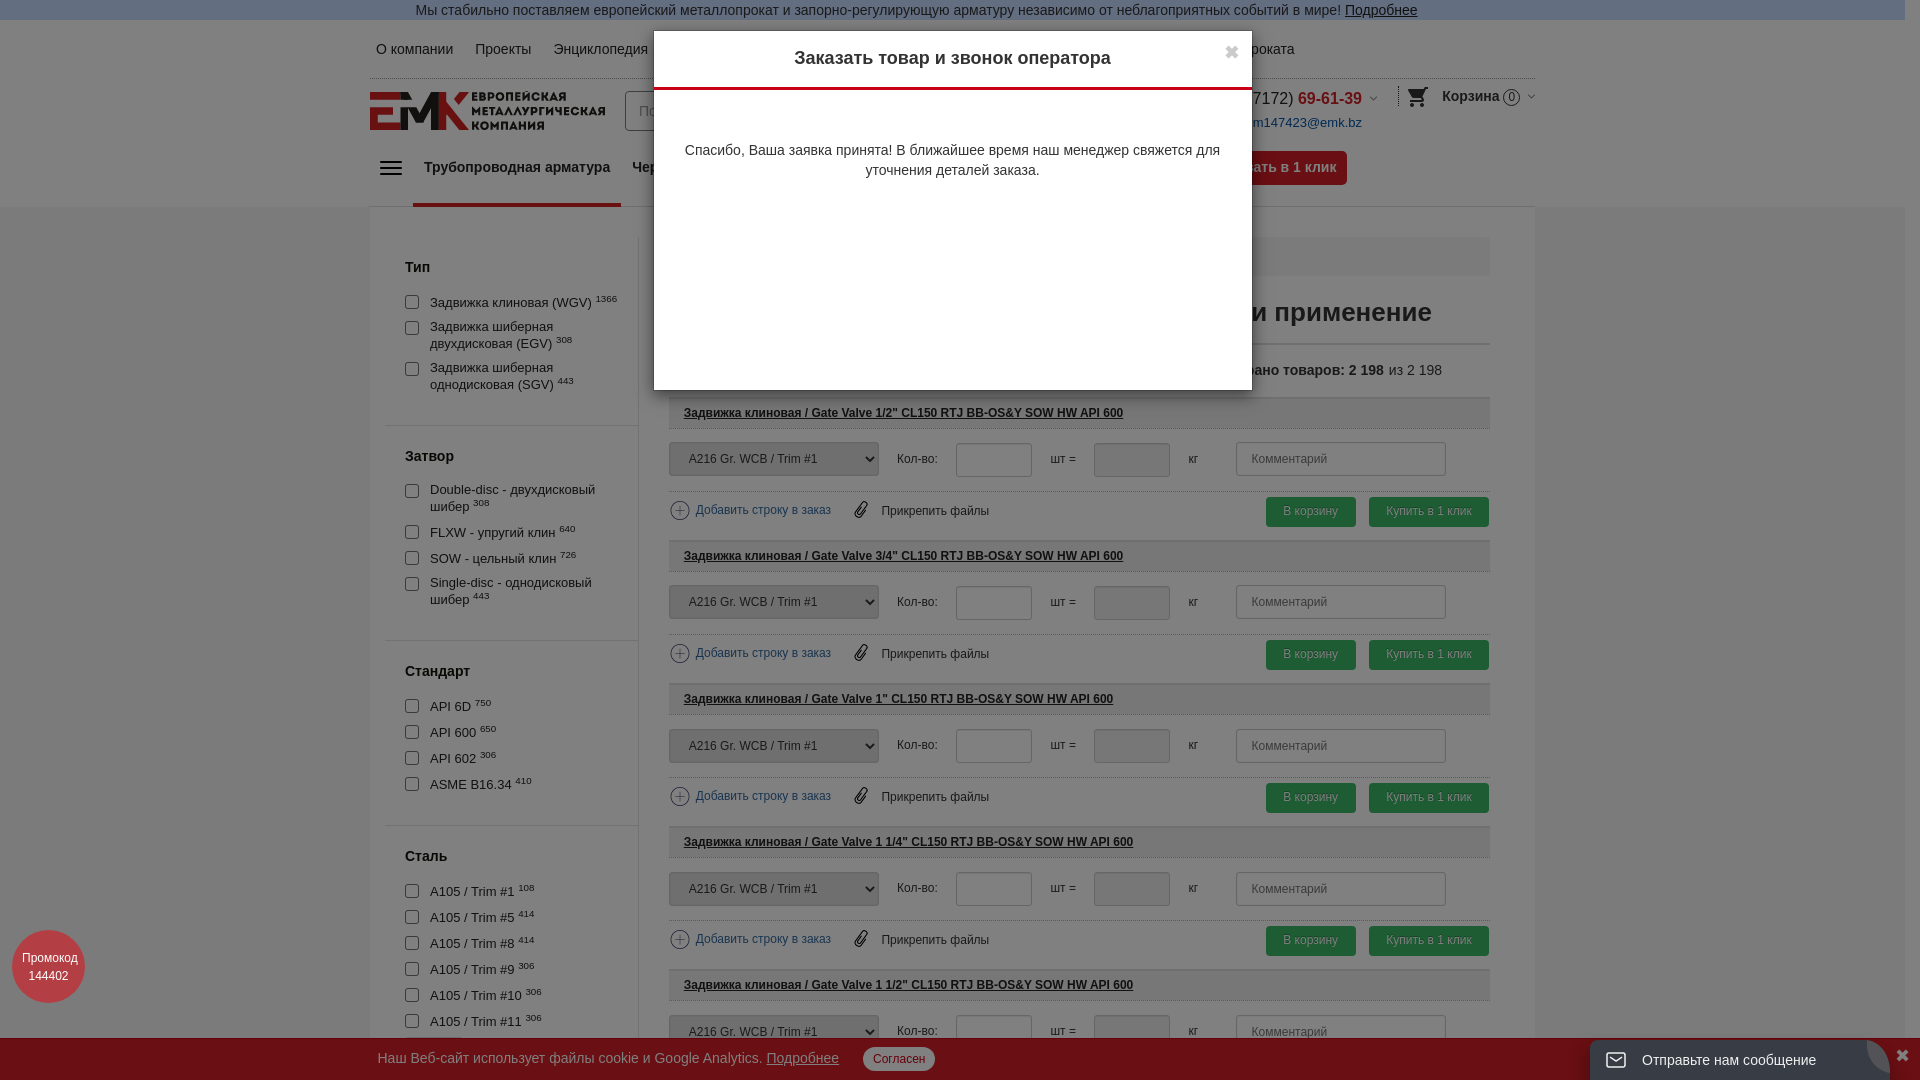 Мы стабильно поставляем европейский металлопрокат и запорно-регулирующую арматуру независимо от неблагоприятных событий в мире! Подробнее
О компании Проекты Энциклопедия
Заказать товар и звонок оператора ✖
ЕМК ЕВРОПЕЙСКАЯ
МЕТАЛЛУРГИЧЕСКАЯ
КОМПАНИЯ
7172) 69-61-39
Корзина 0
m147423@emk.bz
Спасибо, Ваша заявка принята! В ближайшее время наш менеджер свяжется для
уточнения деталей заказа.
Трубопроводная арматура
в 1 клик
и применение
товаров: 2 198 из 2 198
Тип
Задвижка клиновая (WGV) 1366
Задвижка шиберная
двухдисковая (EGV) 308
Задвижка шиберная
однодисковая (SGV) 443
Затвор
Double-disc - двухдисковый
шибер 308
FLXW - упругий клин 640
SOW - цельный клин 726
Single-disc - однодисковый
шибер 443
Стандарт
API 6D 750
API 600 650
API 602 306
ASME B16.34 410
Сталь
A105 / Trim #1 108
A105 / Trim #5 414
A105 / Trim #8 414
A105 / Trim #9 306
A105 / Trim #10 306
A105 / Trim #11 306
Задвижка клиновая / Gate Valve 1/2" CL150 RTJ BB-OS&Y SOW HW API 600
A216 Gr. WCB / Trim #1 Кол-во: шт = кг Комментарий
Добавить строку в заказ Прикрепить файлы В корзину Купить в 1 клик
Задвижка клиновая / Gate Valve 3/4" CL150 RTJ BB-OS&Y SOW HW API 600
A216 Gr. WCB / Trim #1 Кол-во: шт = кг Комментарий
Добавить строку в заказ Прикрепить файлы В корзину Купить в 1 клик
Задвижка клиновая / Gate Valve 1" CL150 RTJ BB-OS&Y SOW HW API 600
A216 Gr. WCB / Trim #1 Кол-во: шт = кг Комментарий
Добавить строку в заказ Прикрепить файлы В корзину Купить в 1 клик
Задвижка клиновая / Gate Valve 1 1/4" CL150 RTJ BB-OS&Y SOW HW API 600
A216 Gr. WCB / Trim #1 Кол-во: шт = кг Комментарий
Добавить строку в заказ Прикрепить файлы В корзину Купить в 1 клик
Задвижка клиновая / Gate Valve 1 1/2" CL150 RTJ BB-OS&Y SOW HW API 600
A216 Gr. WCB / Trim #1 Кол-во: шт = кг Комментарий
Промокод
144402
Наш Веб-сайт использует файлы cookie и Google Analytics. Подробнее Согласен
Отправьте нам сообщение ✖